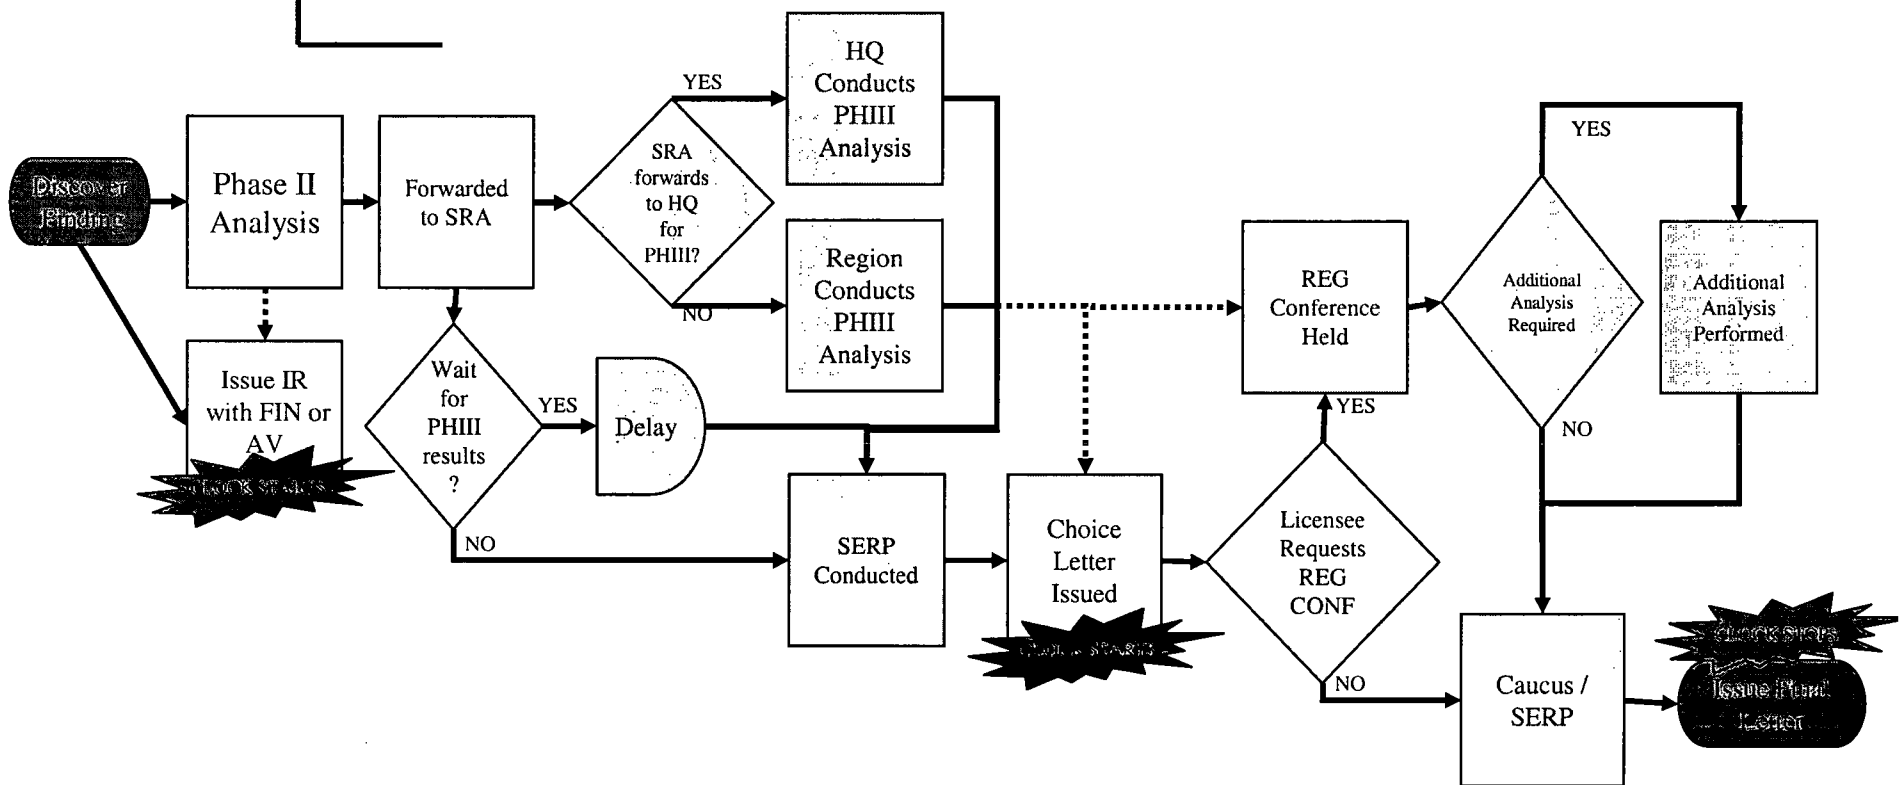 Discover
Finding
Phase II
Analysis
Issue IR
with FIN or
AV
Forwarded
to SRA
SRA
forwards
to HQ
for
PHIII?
YES
NO
HQ
Conducts
PHIII
Analysis
Region
Conducts
PHIII
Analysis
Wait
for
PHIII
results
?
YES
NO
Delay
SERP
Conducted
Choice
Letter
Issued
CLOCK STARTS
Licensee
Requests
REG
CONF
YES
NO
REG
Conference
Held
Additional
Analysis
Required
YES
NO
Additional
Analysis
Performed
Caucus /
SERP
CLOCK STOPS
Issue Final
Letter